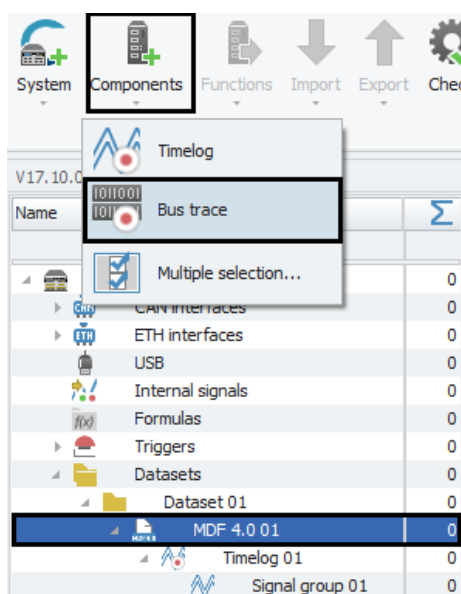 System Components Functions Import Export Chec
Timelog
V17.10.0
Name
Bus trace
Σ
Multiple selection...
0
CAN interfaces 0
ETH interfaces 0
USB 0
Internal signals 0
f(x) Formulas 0
Triggers 0
Datasets 0
Dataset 01 0
MDF 4.0 01 0
Timelog 01 0
Signal group 01 0